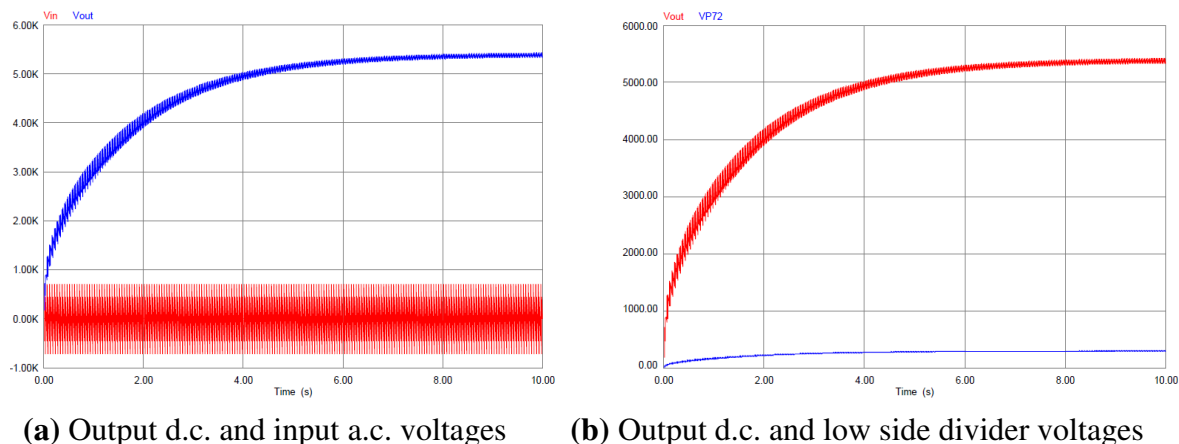 Vin Vout
6.00K
5.00K
4.00K
3.00K
2.00K
1.00K
0.00K
-1.00K
0.00 2.00 4.00 6.00 8.00 10.00
Time (s)
Vout VP72
6000.00
5000.00
4000.00
3000.00
2000.00
1000.00
0.00
0.00 2.00 4.00 6.00 8.00 10.00
Time (s)
(a) Output d.c. and input a.c. voltages
(b) Output d.c. and low side divider voltages